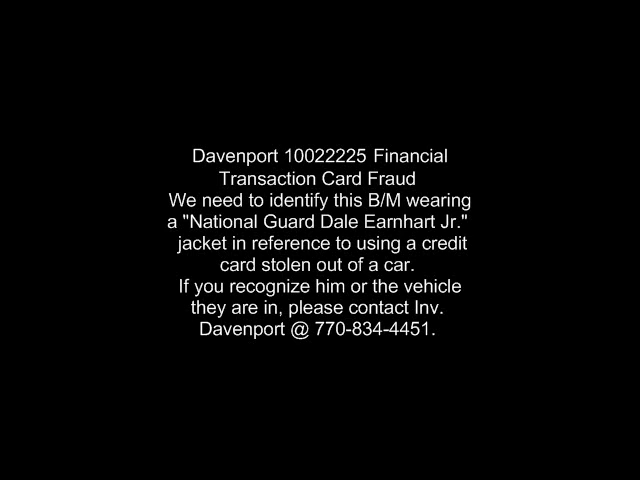 Davenport 10022225 Financial
Transaction Card Fraud
We need to identify this B/M wearing
a "National Guard Dale Earnhart Jr."
jacket in reference to using a credit
card stolen out of a car.
If you recognize him or the vehicle
they are in, please contact Inv.
Davenport @ 770-834-4451.